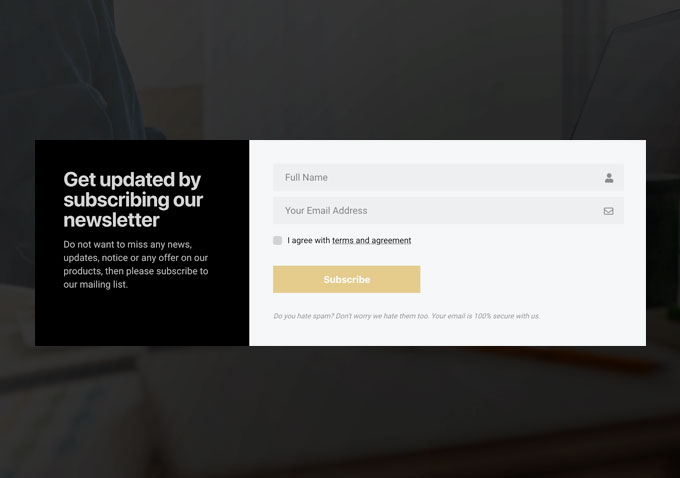 Get updated by
subscribing our
newsletter
Do not want to miss any news,
updates, notice or any offer on our
products, then please subscribe to
our mailing list.
Full Name
Your Email Address
I agree with terms and agreement
Subscribe
Do you hate spam? Don't worry we hate them too. Your email is 100% secure with us.